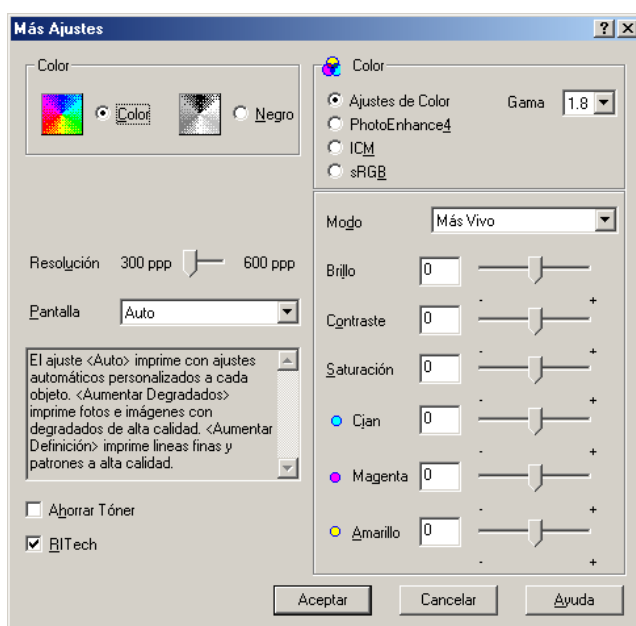 Más Ajustes
Color
Color
Negro
Resolución 300 ppp 600 ppp
Pantalla Auto
El ajuste <Auto> imprime con ajustes
automáticos personalizados a cada
objeto. <Aumentar Degradados>
imprime fotos e imágenes con
degradados de alta calidad. <Aumentar
Definición> imprime lineas finas y
patrones a alta calidad.
Ahorrar Tóner
RITech
Color
Ajustes de Color Gama 1.8
PhotoEnhance4
ICM
sRGB
Modo Más Vivo
Brillo 0
- +
Contraste 0
- +
Saturación 0
- +
Cian 0
- +
Magenta 0
- +
Amarillo 0
- +
Aceptar Cancelar Ayuda